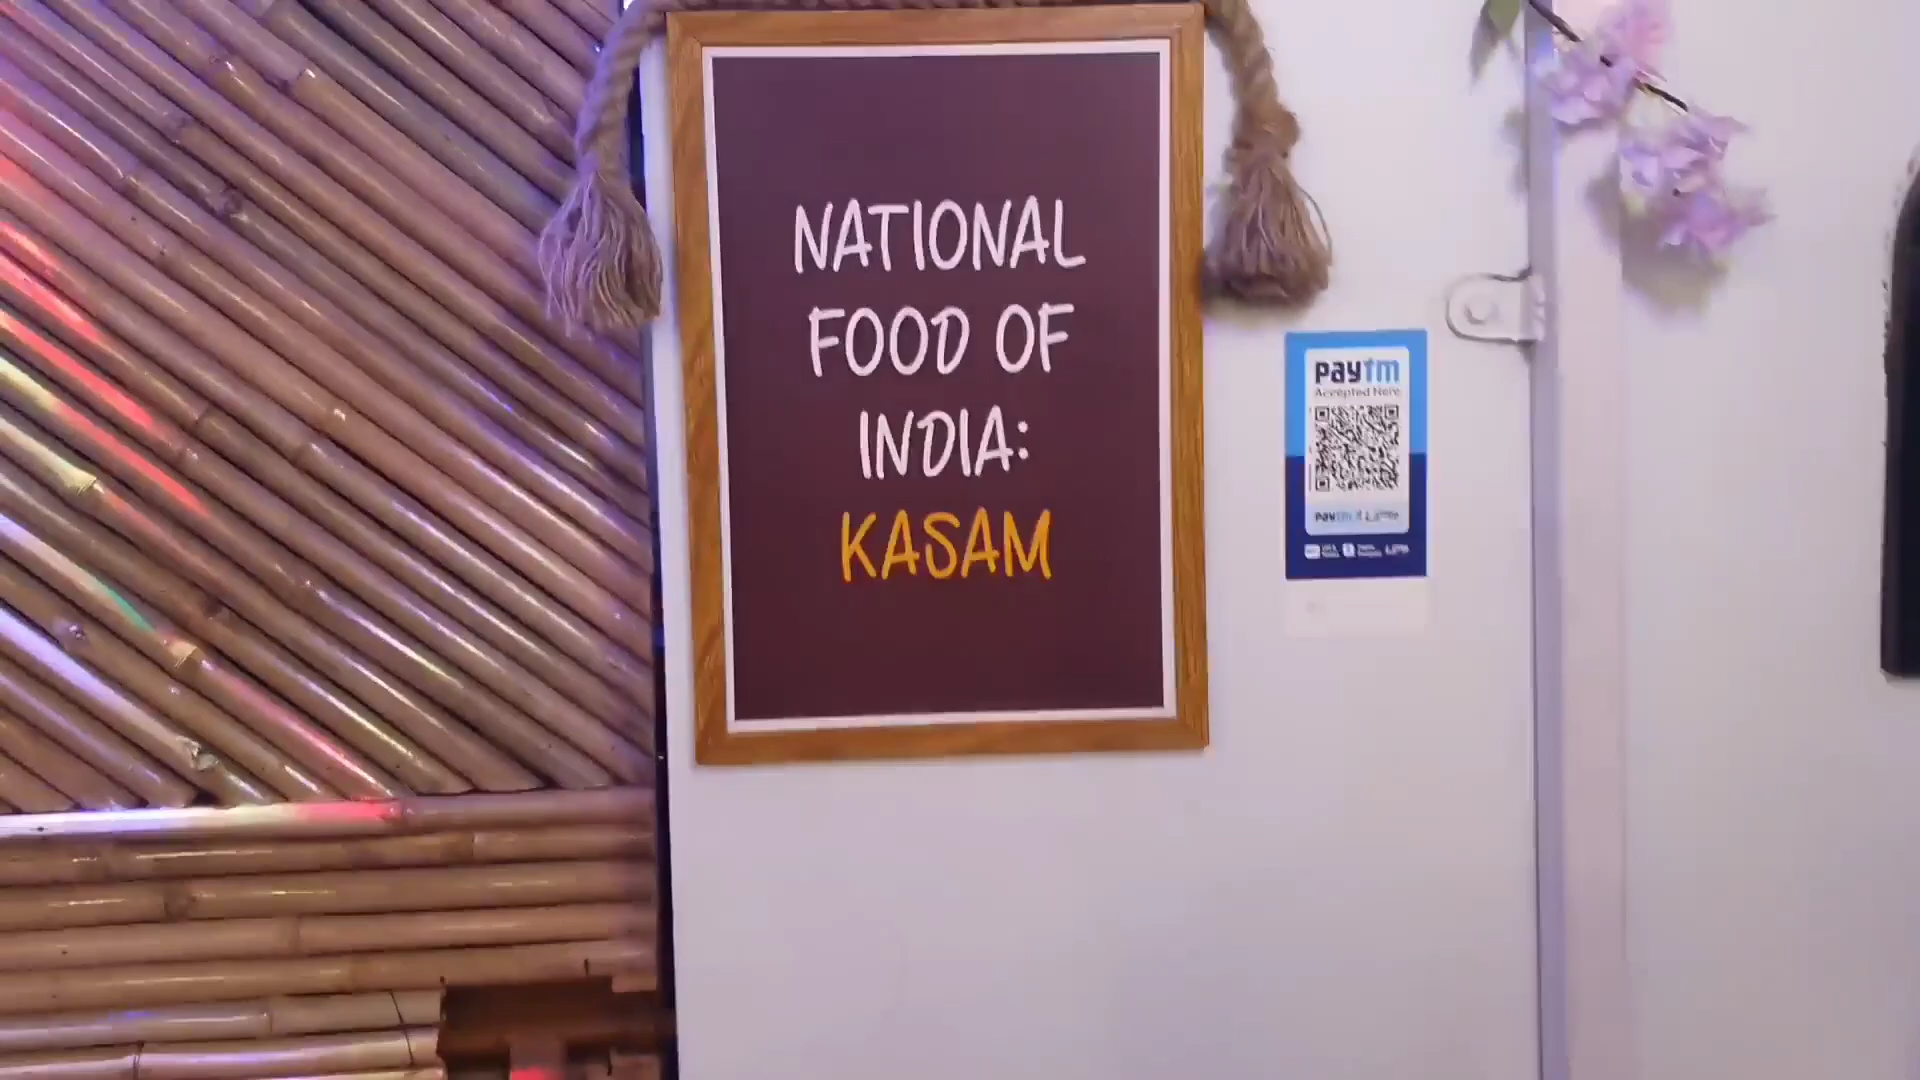 NATIONAL
FOOD OF
INDIA:
KASAM
paytm
Accepted Here